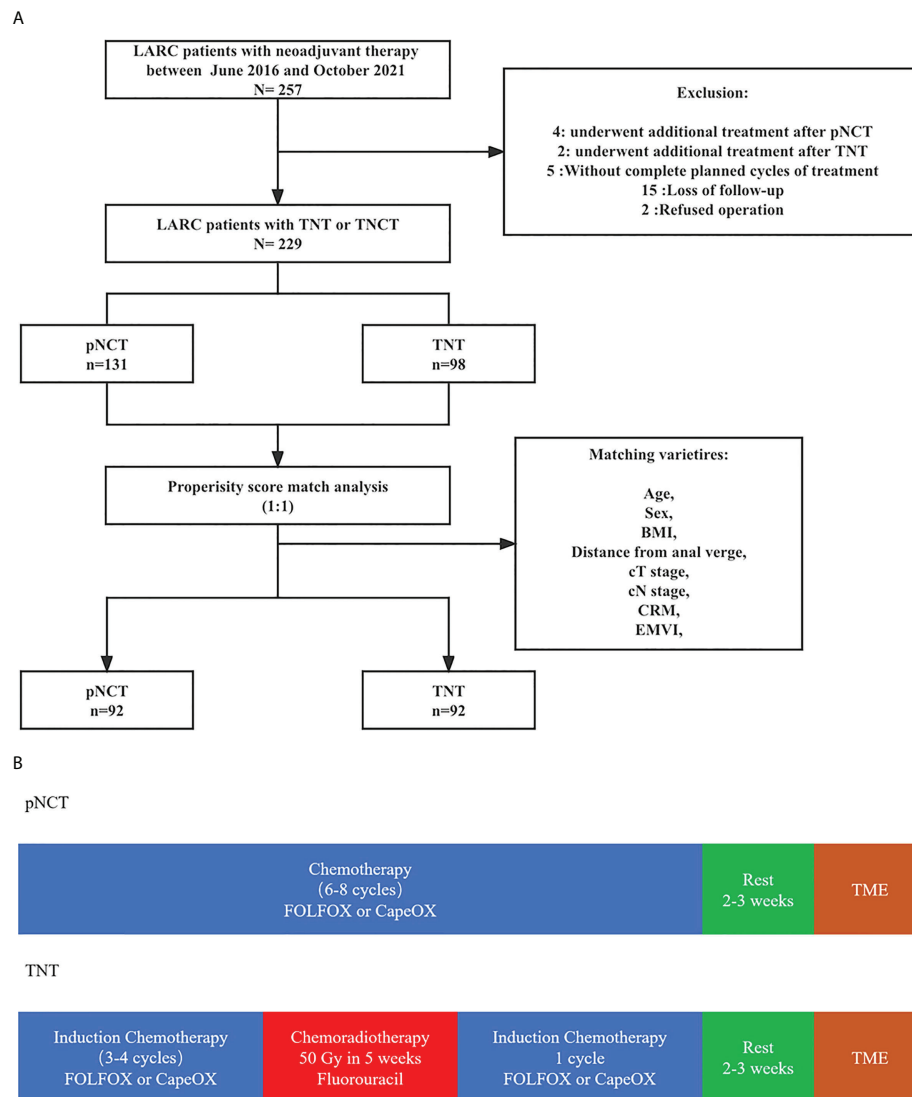 A
LARC patients with neoadjuvant therapy
between June 2016 and October 2021
N= 257
Exclusion:
4: underwent additional treatment after pNCT
2: underwent additional treatment after TNT
5 :Without complete planned cycles of treatment
15 :Loss of follow-up
2 :Refused operation
LARC patients with TNT or TNCT
N= 229
pNCT
n=131
TNT
n=98
Properisity score match analysis
(1:1)
Matching varietires:
Age,
Sex,
BMI,
Distance from anal verge,
cT stage,
cN stage,
CRM,
EMVI,
pNCT
n=92
TNT
n=92
B
pNCT
Chemotherapy
(6-8 cycles)
FOLFOX or CapeOX
Rest
2-3 weeks
TME
TNT
Induction Chemotherapy
(3-4 cycles)
FOLFOX or CapeOX
Chemoradiotherapy
50 Gy in 5 weeks
Fluorouracil
Induction Chemotherapy
1 cycle
FOLFOX or CapeOX
Rest
2-3 weeks
TME